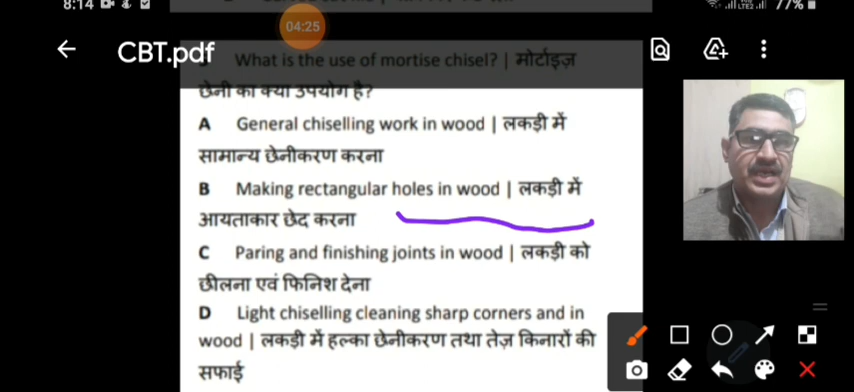 8:14
77%
04:25
CBT.pdf
What is the use of mortise chisel? | मोर्टाइज़
छेनी का क्या उपयोग है?
A General chiselling work in wood | लकड़ी में
सामान्य छेनीकरण करना
B Making rectangular holes in wood | लकड़ी में
आयताकार छेद करना
C Paring and finishing joints in wood | लकड़ी को
छीलना एवं फिनिश देना
D Light chiselling cleaning sharp corners and in
wood | लकड़ी में हल्का छेनीकरण तथा तेज़ किनारों की
सफाई